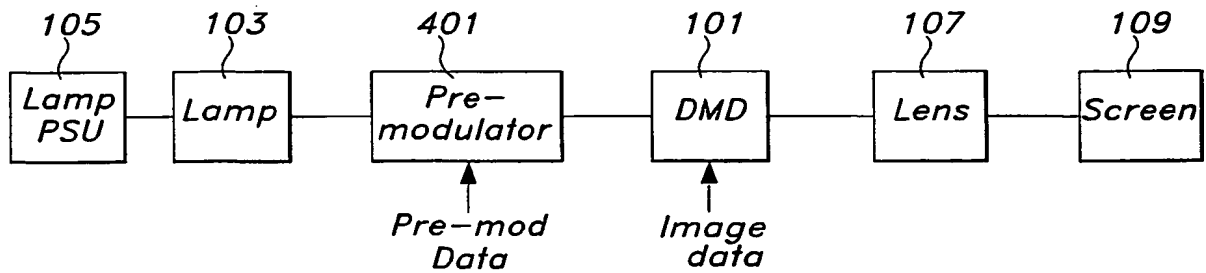 105 103 401 101 107 109
Lamp PSU
Lamp
Pre-modulator
DMD
Lens
Screen
Pre-mod Data
Image data